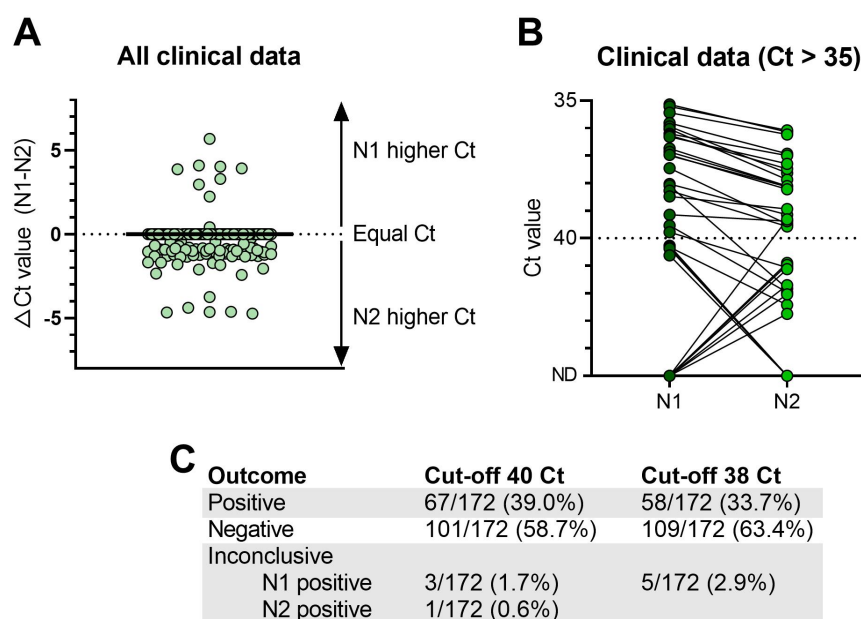 A
All clinical data
△ Ct value (N1-N2)
5
0
-5
N1 higher Ct
Equal Ct
N2 higher Ct
B
Clinical data (Ct > 35)
Ct value
35
40
ND
N1 N2
C
Outcome Cut-off 40 Ct Cut-off 38 Ct
Positive 67/172 (39.0%) 58/172 (33.7%)
Negative 101/172 (58.7%) 109/172 (63.4%)
Inconclusive
N1 positive 3/172 (1.7%) 5/172 (2.9%)
N2 positive 1/172 (0.6%)